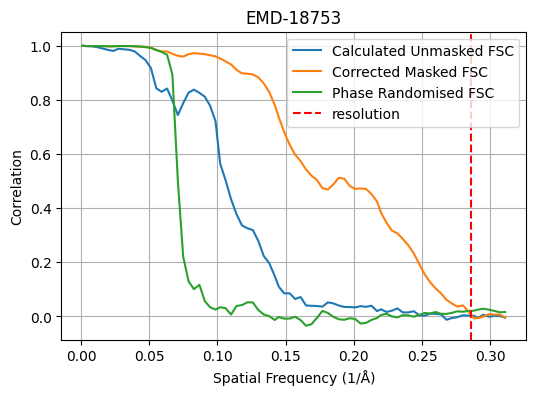 EMD-18753
Calculated Unmasked FSC
Corrected Masked FSC
Phase Randomised FSC
resolution
Correlation
1.0
0.8
0.6
0.4
0.2
0.0
0.00 0.05 0.10 0.15 0.20 0.25 0.30
Spatial Frequency (1/Å)